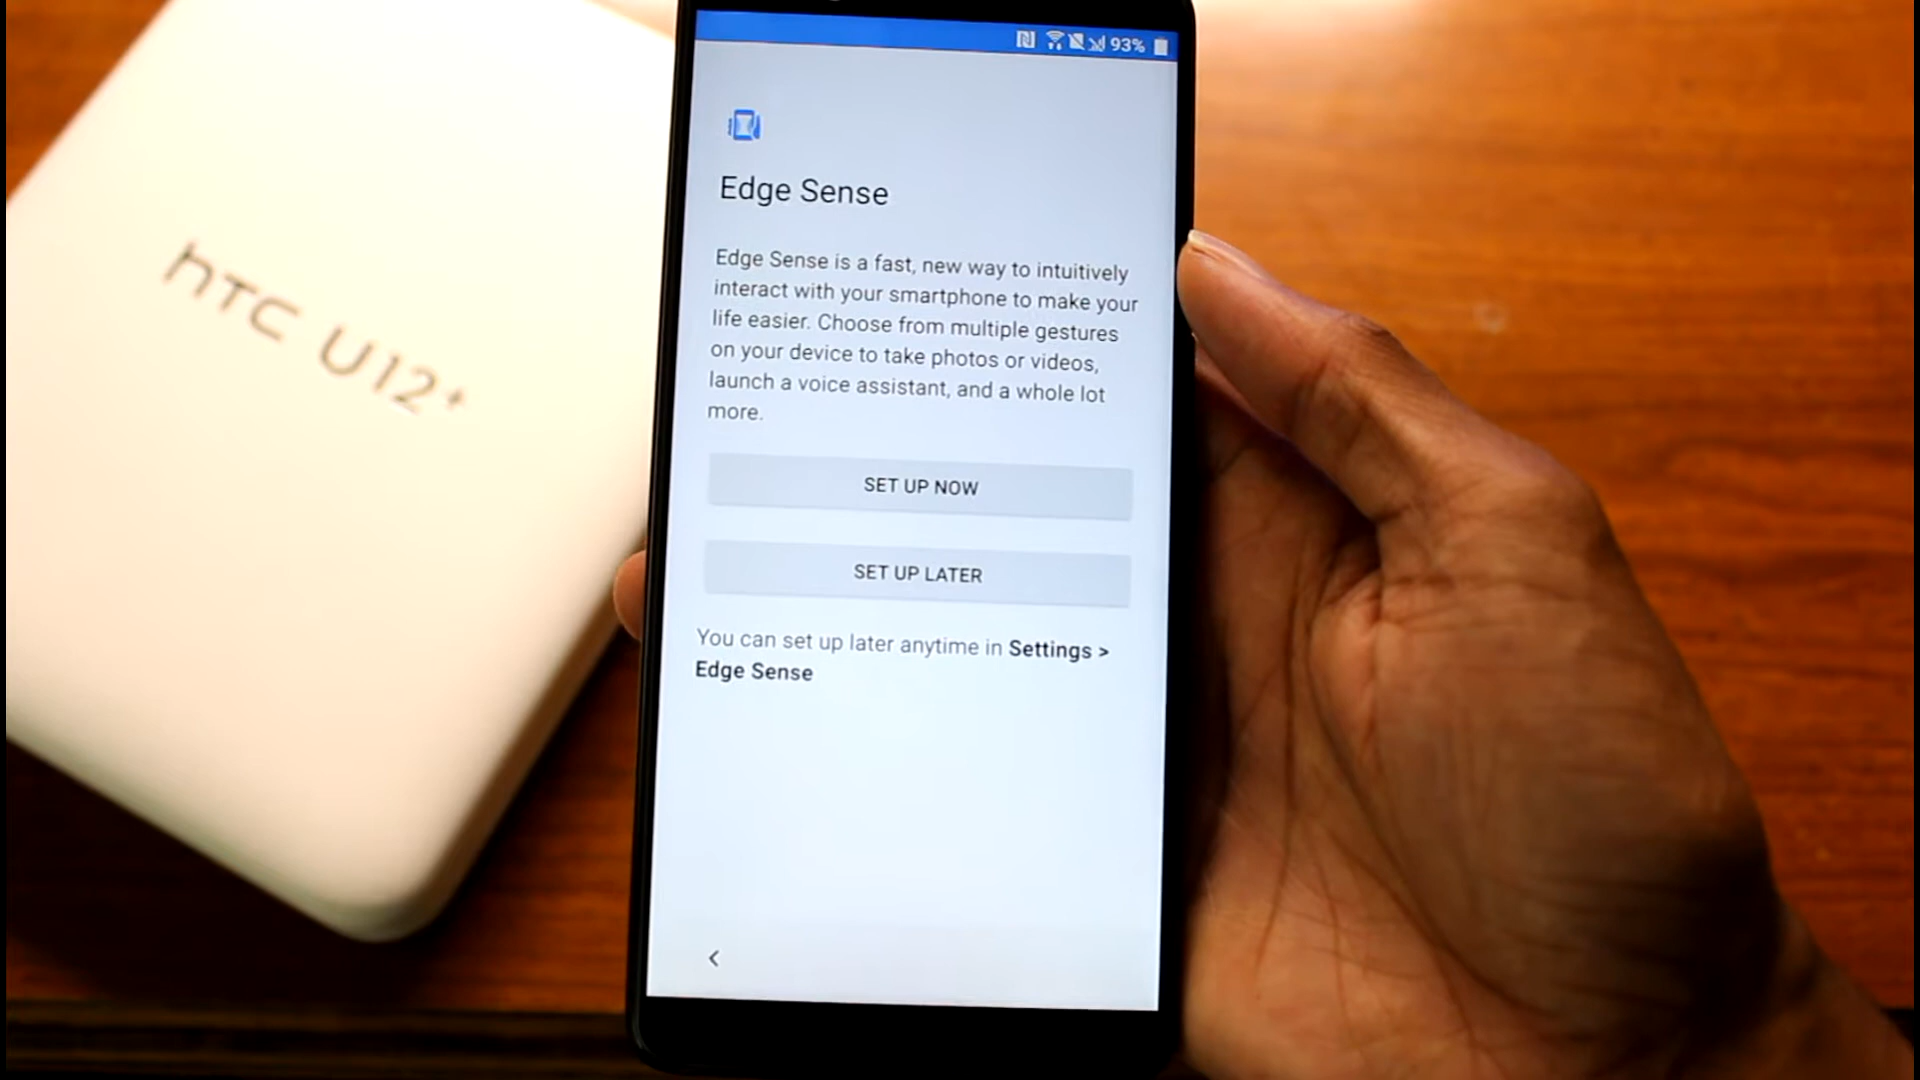 93%
Edge Sense
Edge Sense is a fast, new way to intuitively
interact with your smartphone to make your
life easier. Choose from multiple gestures
on your device to take photos or videos,
launch a voice assistant, and a whole lot
more.
SET UP NOW
SET UP LATER
You can set up later anytime in Settings >
Edge Sense
hTC U12+